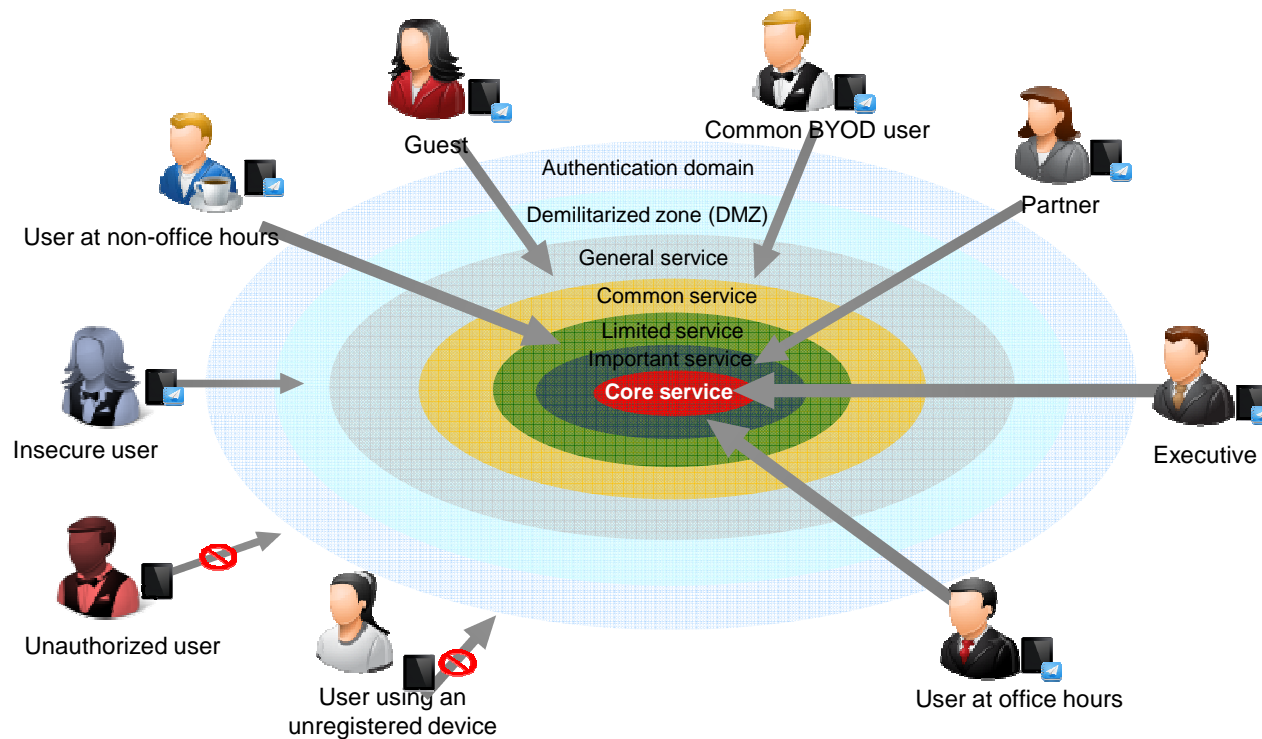 Guest
Common BYOD user
Authentication domain
Partner
Demilitarized zone (DMZ)
User at non-office hours
General service
Common service
Limited service
Important service
Core service
Insecure user
Executive
Unauthorized user
User using an
unregistered device
User at office hours